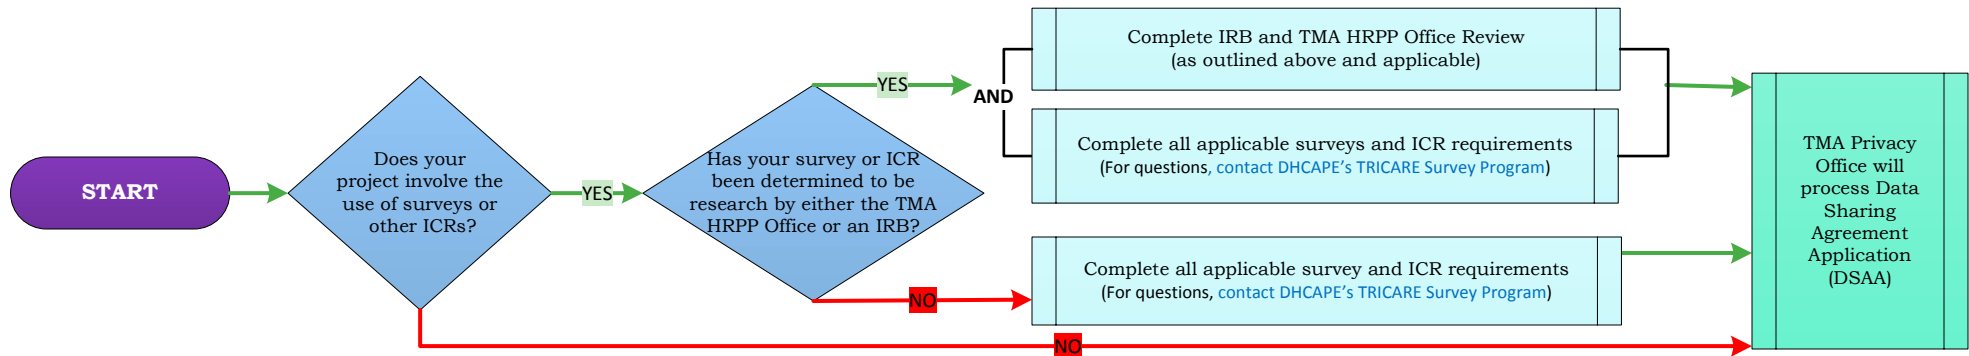 START
Does your
project involve the
use of surveys or
other ICRs?
YES
Has your survey or ICR
been determined to be
research by either the TMA
HRPP Office or an IRB?
YES
AND
Complete IRB and TMA HRPP Office Review
(as outlined above and applicable)
Complete all applicable surveys and ICR requirements
(For questions, contact DHCAPE's TRICARE Survey Program)
NO
Complete all applicable survey and ICR requirements
(For questions, contact DHCAPE's TRICARE Survey Program)
NO
TMA Privacy
Office will
process Data
Sharing
Agreement
Application
(DSAA)